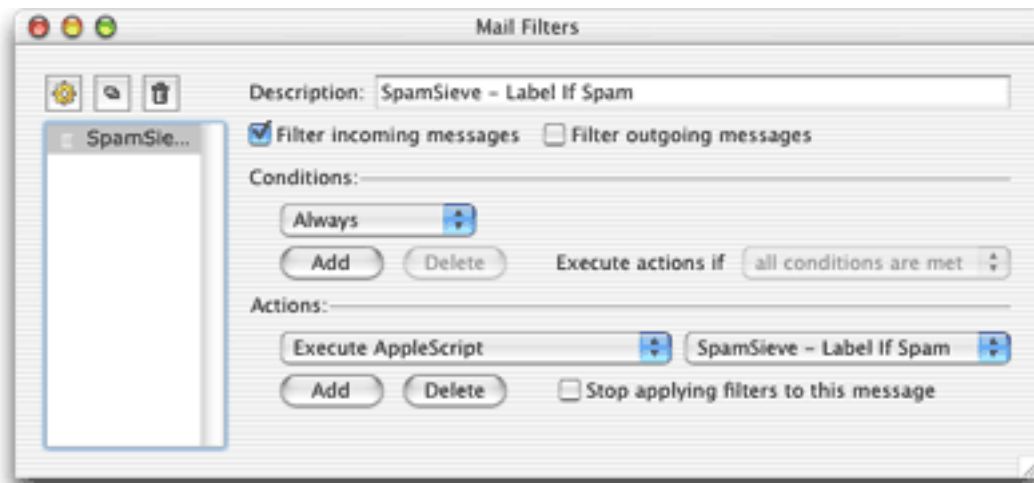 Mail Filters
Description: SpamSieve – Label If Spam
SpamSie... Filter incoming messages Filter outgoing messages
Conditions:
Always
Add Delete Execute actions if all conditions are met
Actions:
Execute AppleScript SpamSieve – Label If Spam
Add Delete Stop applying filters to this message